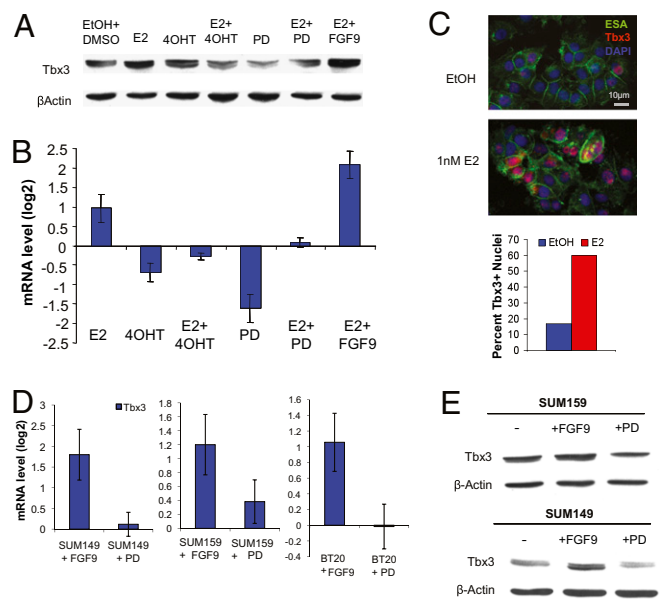 A
EtOH+ DMSO E2 4OHT E2+ 4OHT PD E2+ PD E2+ FGF9
Tbx3
βActin
B
mRNA level (log2)
2.5
2
1.5
1
0.5
0
-0.5
-1
-1.5
-2
-2.5
E2 4OHT E2+ 4OHT PD E2+ PD E2+ FGF9
C
ESA
Tbx3
DAPI
EtOH
10µm
1nM E2
EtOH E2
Percent Tbx3+ Nuclei
70
60
50
40
30
20
10
0
D
mRNA level (log2)
Tbx3
3
2.5
2
1.5
1
0.5
0
SUM149 + FGF9
SUM149 + PD
1.8
1.6
1.4
1.2
1
0.8
0.6
0.4
0.2
0
SUM159 + FGF9
SUM159 + PD
1.6
1.4
1.2
1
0.8
0.6
0.4
0.2
0
-0.2
-0.4
BT20 +FGF9
BT20 + PD
E
SUM159
- +FGF9 +PD
Tbx3
β-Actin
SUM149
- +FGF9 +PD
Tbx3
β-Actin